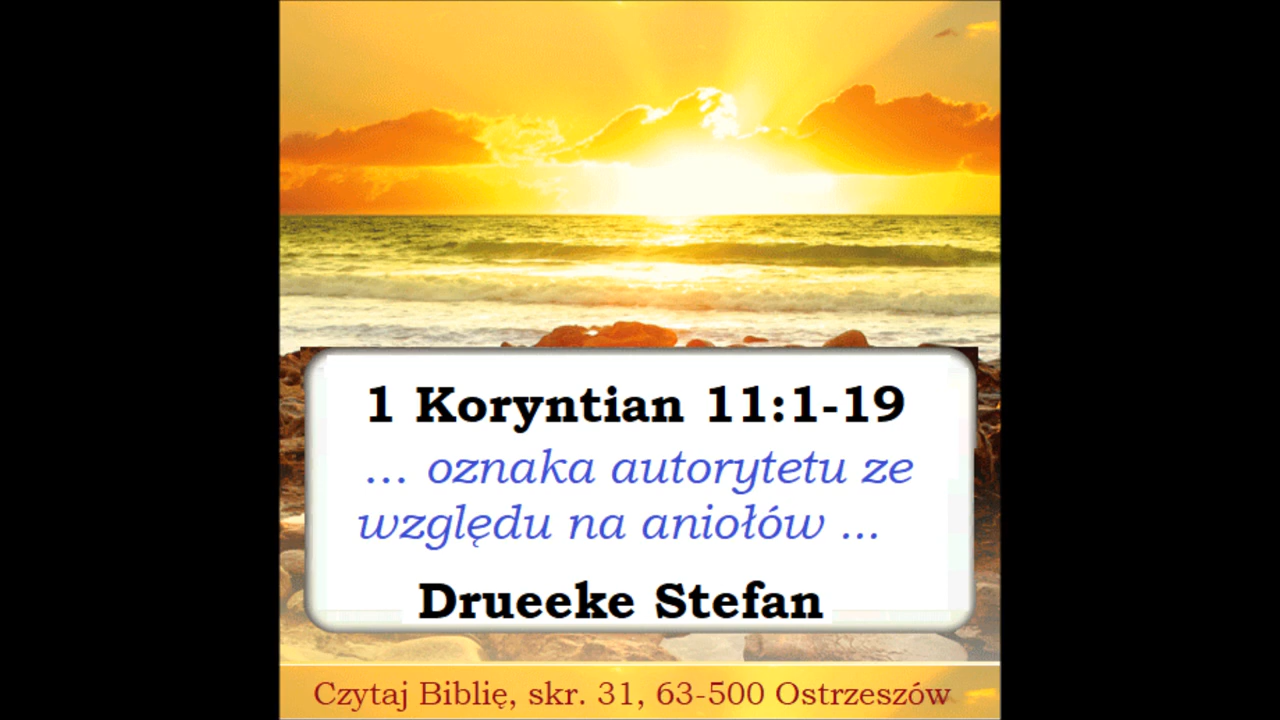 1 Koryntian 11:1-19
... oznaka autorytetu ze
względu na aniołów ...
Drueeke Stefan
Czytaj Biblię, skr. 31, 63-500 Ostrzeszów